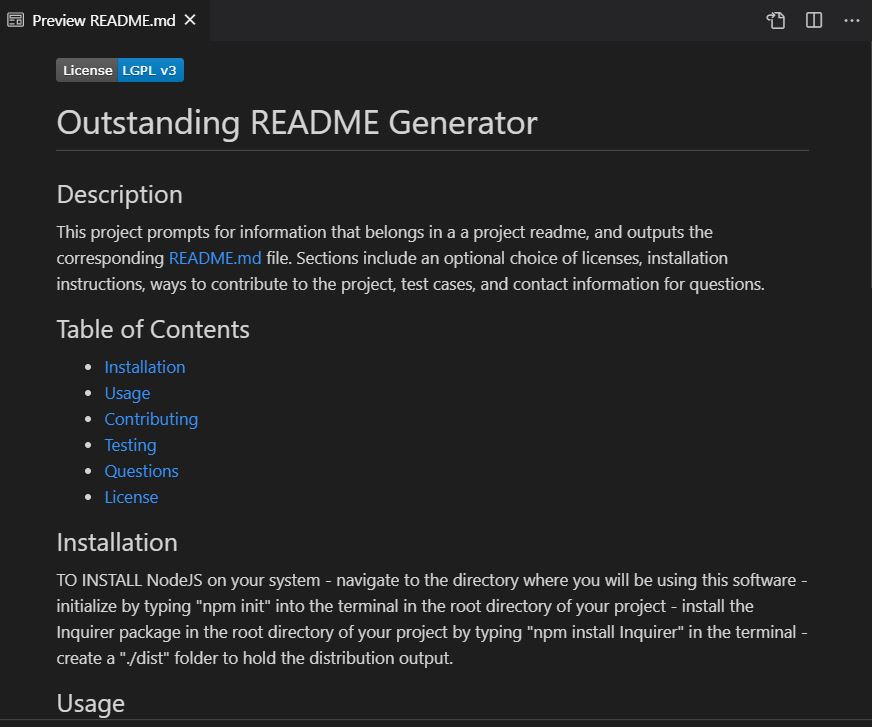 Preview README.md
License LGPL v3
Outstanding README Generator
Description
This project prompts for information that belongs in a a project readme, and outputs the
corresponding README.md file. Sections include an optional choice of licenses, installation
instructions, ways to contribute to the project, test cases, and contact information for questions.
Table of Contents
Installation
Usage
Contributing
Testing
Questions
License
Installation
TO INSTALL NodeJS on your system - navigate to the directory where you will be using this software -
initialize by typing "npm init" into the terminal in the root directory of your project - install the
Inquirer package in the root directory of your project by typing "npm install Inquirer" in the terminal -
create a "./dist" folder to hold the distribution output.
Usage